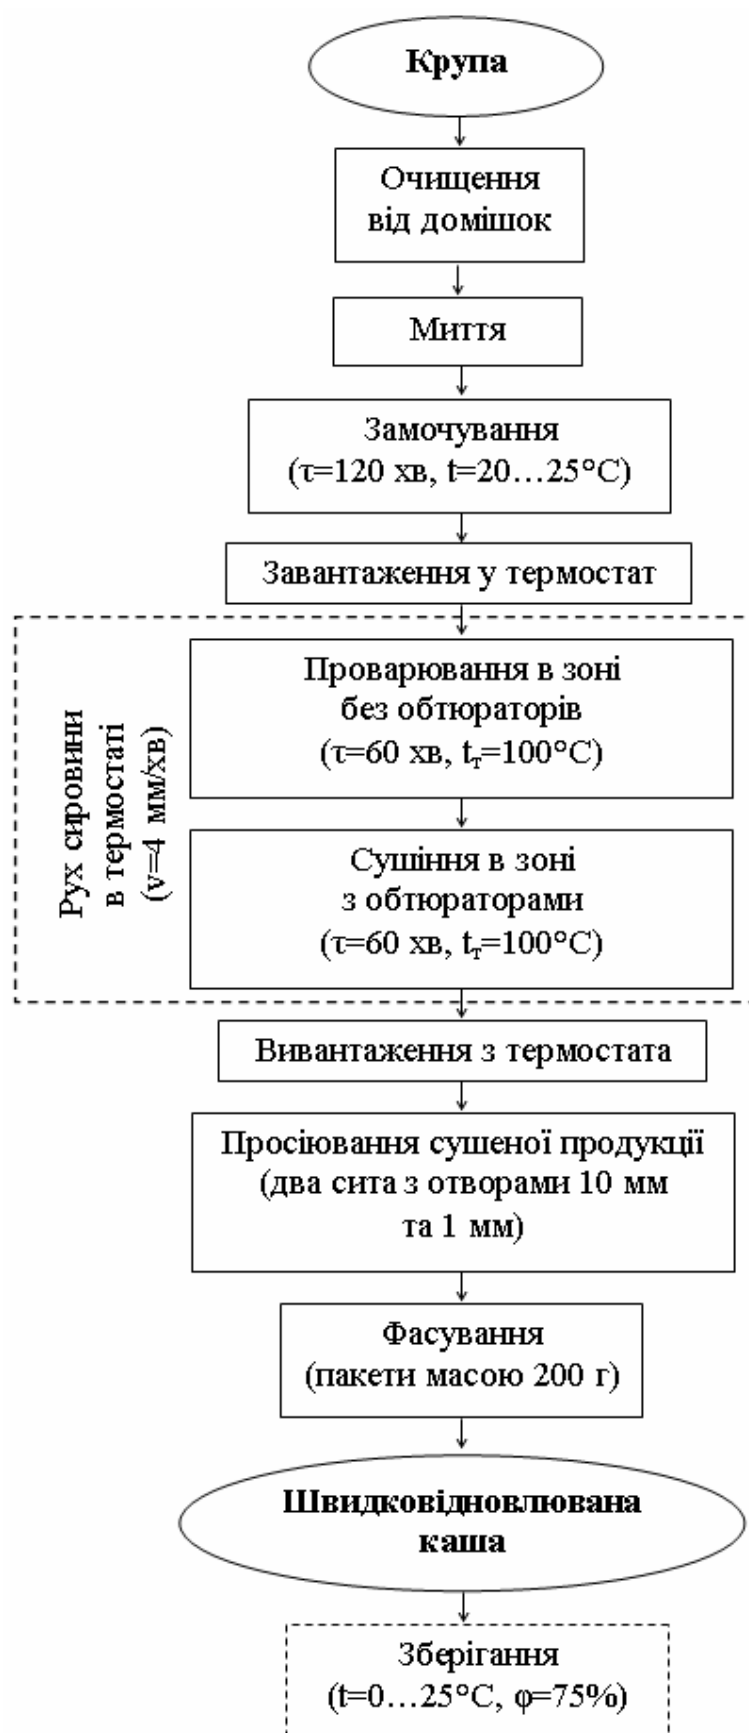 Крупа
Очищення
від домішок
Миття
Замочування
(τ=120 хв, t=20…25°C)
Завантаження у термостат
Рух сировини
в термостаті
(v=4 мм/хв)
Проварювання в зоні
без обтюраторів
(τ=60 хв, tт=100°C)
Сушіння в зоні
з обтюраторами
(τ=60 хв, tт=100°C)
Вивантаження з термостата
Просіювання сушеної продукції
(два сита з отворами 10 мм
та 1 мм)
Фасування
(пакети масою 200 г)
Швидковідновлювана
каша
Зберігання
(t=0…25°C, φ=75%)